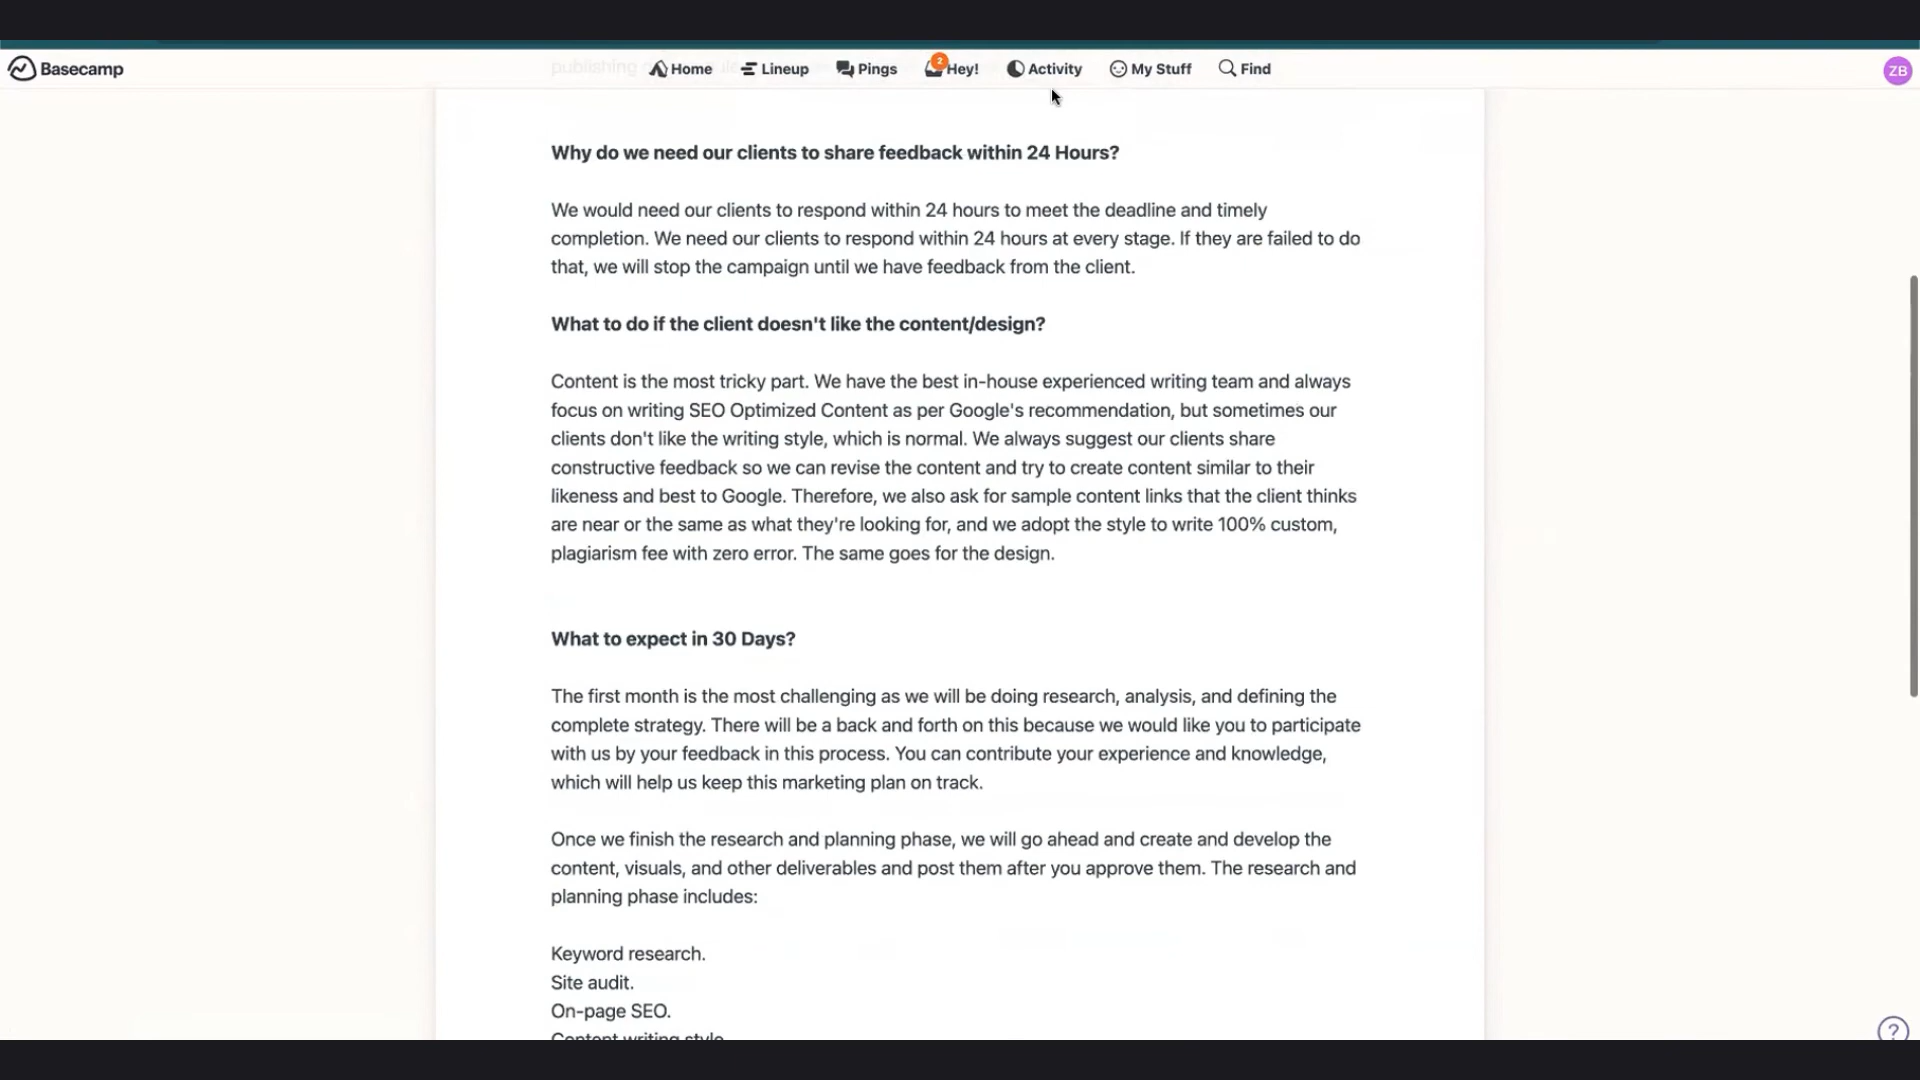 Basecamp
Home Lineup Pings 2 Hey! Activity My Stuff Find
ZB
publishing
Why do we need our clients to share feedback within 24 Hours?
We would need our clients to respond within 24 hours to meet the deadline and timely
completion. We need our clients to respond within 24 hours at every stage. If they are failed to do
that, we will stop the campaign until we have feedback from the client.
What to do if the client doesn't like the content/design?
Content is the most tricky part. We have the best in-house experienced writing team and always
focus on writing SEO Optimized Content as per Google's recommendation, but sometimes our
clients don't like the writing style, which is normal. We always suggest our clients share
constructive feedback so we can revise the content and try to create content similar to their
likeness and best to Google. Therefore, we also ask for sample content links that the client thinks
are near or the same as what they're looking for, and we adopt the style to write 100% custom,
plagiarism fee with zero error. The same goes for the design.
What to expect in 30 Days?
The first month is the most challenging as we will be doing research, analysis, and defining the
complete strategy. There will be a back and forth on this because we would like you to participate
with us by your feedback in this process. You can contribute your experience and knowledge,
which will help us keep this marketing plan on track.
Once we finish the research and planning phase, we will go ahead and create and develop the
content, visuals, and other deliverables and post them after you approve them. The research and
planning phase includes:
Keyword research.
Site audit.
On-page SEO.
Content writing style
?